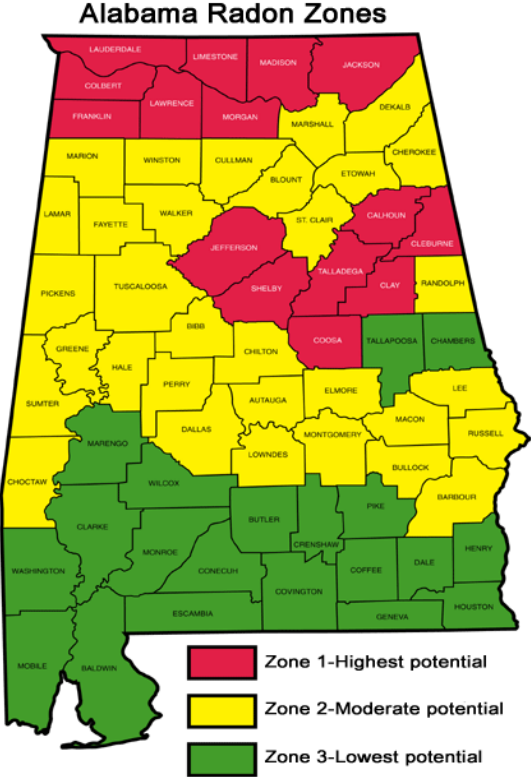 Alabama Radon Zones
LAUDERDALE
LIMESTONE
MADISON
JACKSON
COLBERT
LAWRENCE
FRANKLIN
MORGAN
DEKALB
MARSHALL
MARION
WINSTON
CULLMAN
CHEROKEE
BLOUNT
ETOWAH
LAMAR
FAYETTE
WALKER
ST. CLAIR
CALHOUN
JEFFERSON
CLEBURNE
TALLADEGA
PICKENS
TUSCALOOSA
SHELBY
CLAY
RANDOLPH
BIBB
GREENE
CHILTON
COOSA
TALLAPOOSA
CHAMBERS
HALE
PERRY
SUMTER
AUTAUGA
ELMORE
LEE
DALLAS
MACON
MARENGO
MONTGOMERY
RUSSELL
LOWNDES
BULLOCK
CHOCTAW
WILCOX
BARBOUR
CLARKE
BUTLER
PIKE
CRENSHAW
HENRY
MONROE
WASHINGTON
CONECUH
COFFEE
DALE
COVINGTON
ESCAMBIA
GENEVA
HOUSTON
MOBILE
BALDWIN
Zone 1-Highest potential
Zone 2-Moderate potential
Zone 3-Lowest potential